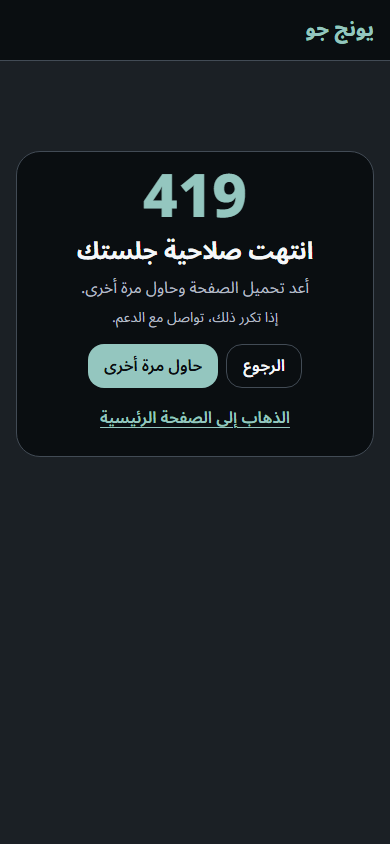 يونج جو
419
انتهت صلاحية جلستك
أعد تحميل الصفحة وحاول مرة أخرى.
إذا تكرر ذلك، تواصل مع الدعم.
الرجوع
حاول مرة أخرى
الذهاب إلى الصفحة الرئيسية